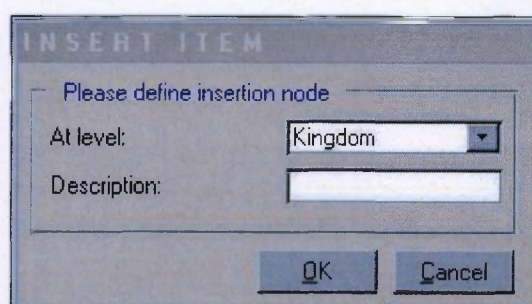 INSERT ITEM
Please define insertion node
At level: Kingdom
Description:
OK Cancel